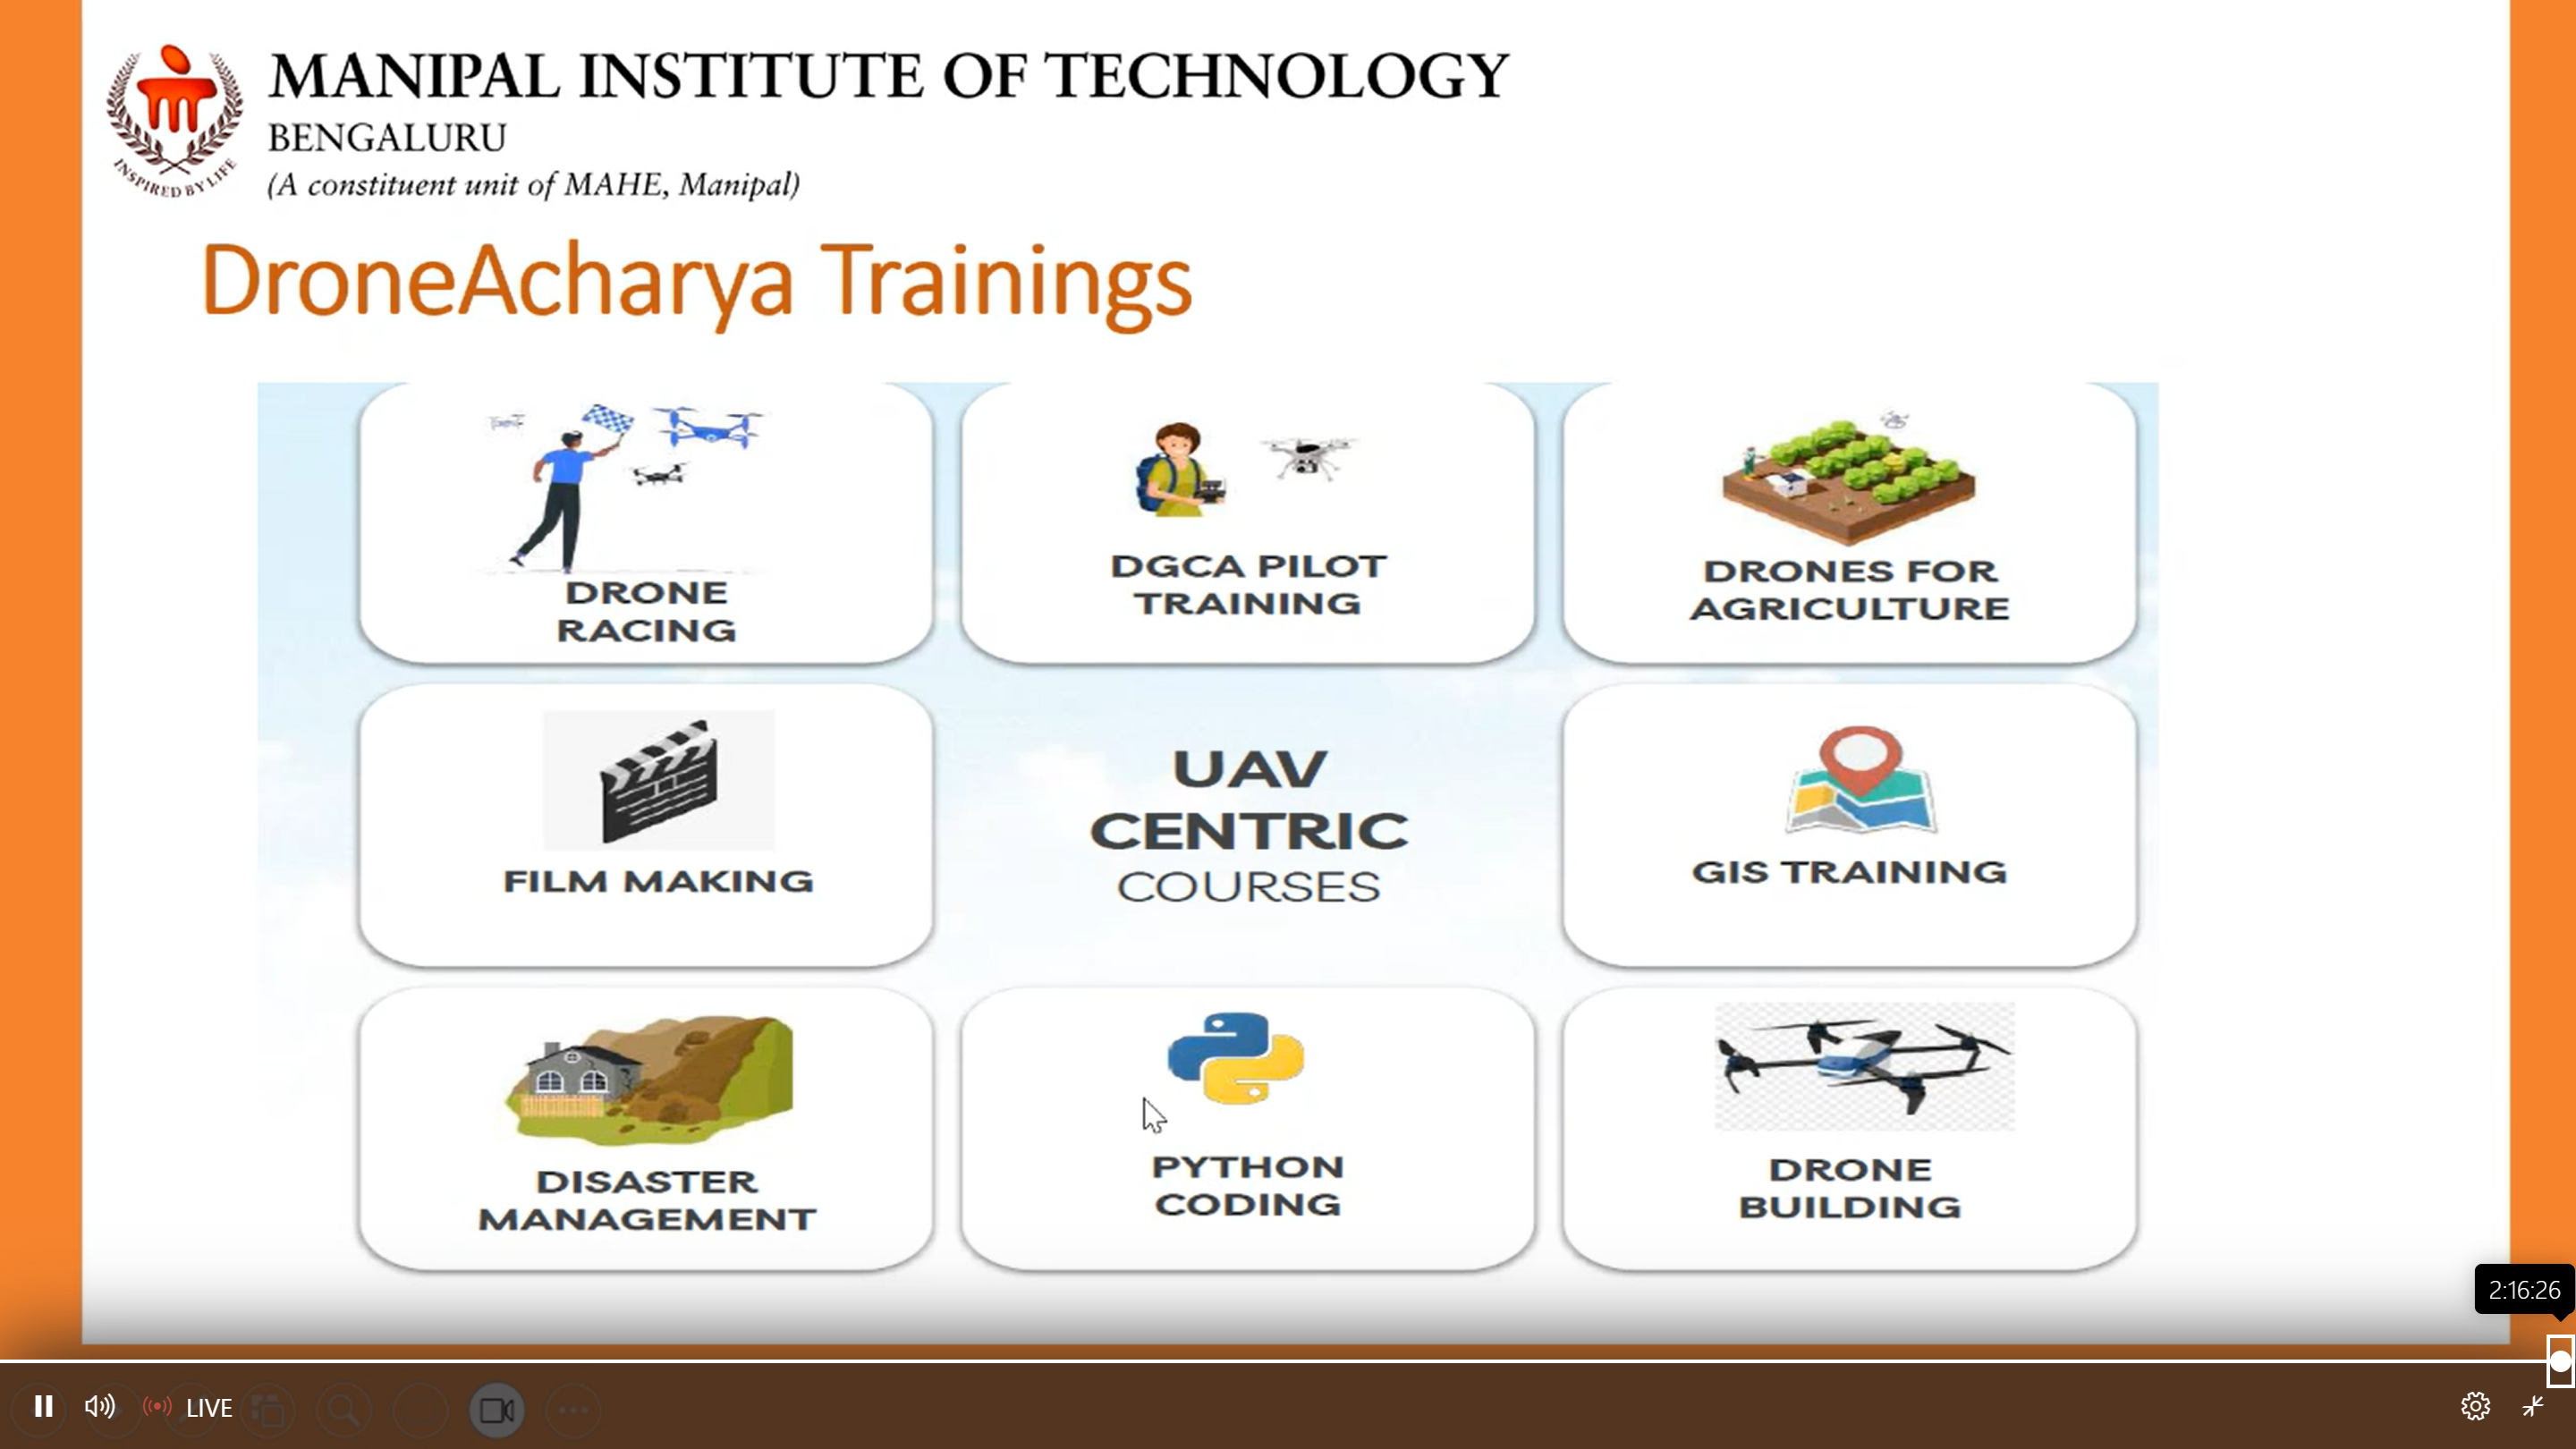 MANIPAL INSTITUTE OF TECHNOLOGY
BENGALURU
(A constituent unit of MAHE, Manipal)
INSPIRED BY LIFE
DroneAcharya Trainings
DRONE
RACING
DGCA PILOT
TRAINING
DRONES FOR
AGRICULTURE
FILM MAKING
UAV
CENTRIC
COURSES
GIS TRAINING
DISASTER
MANAGEMENT
PYTHON
CODING
DRONE
BUILDING
2:16:26
LIVE